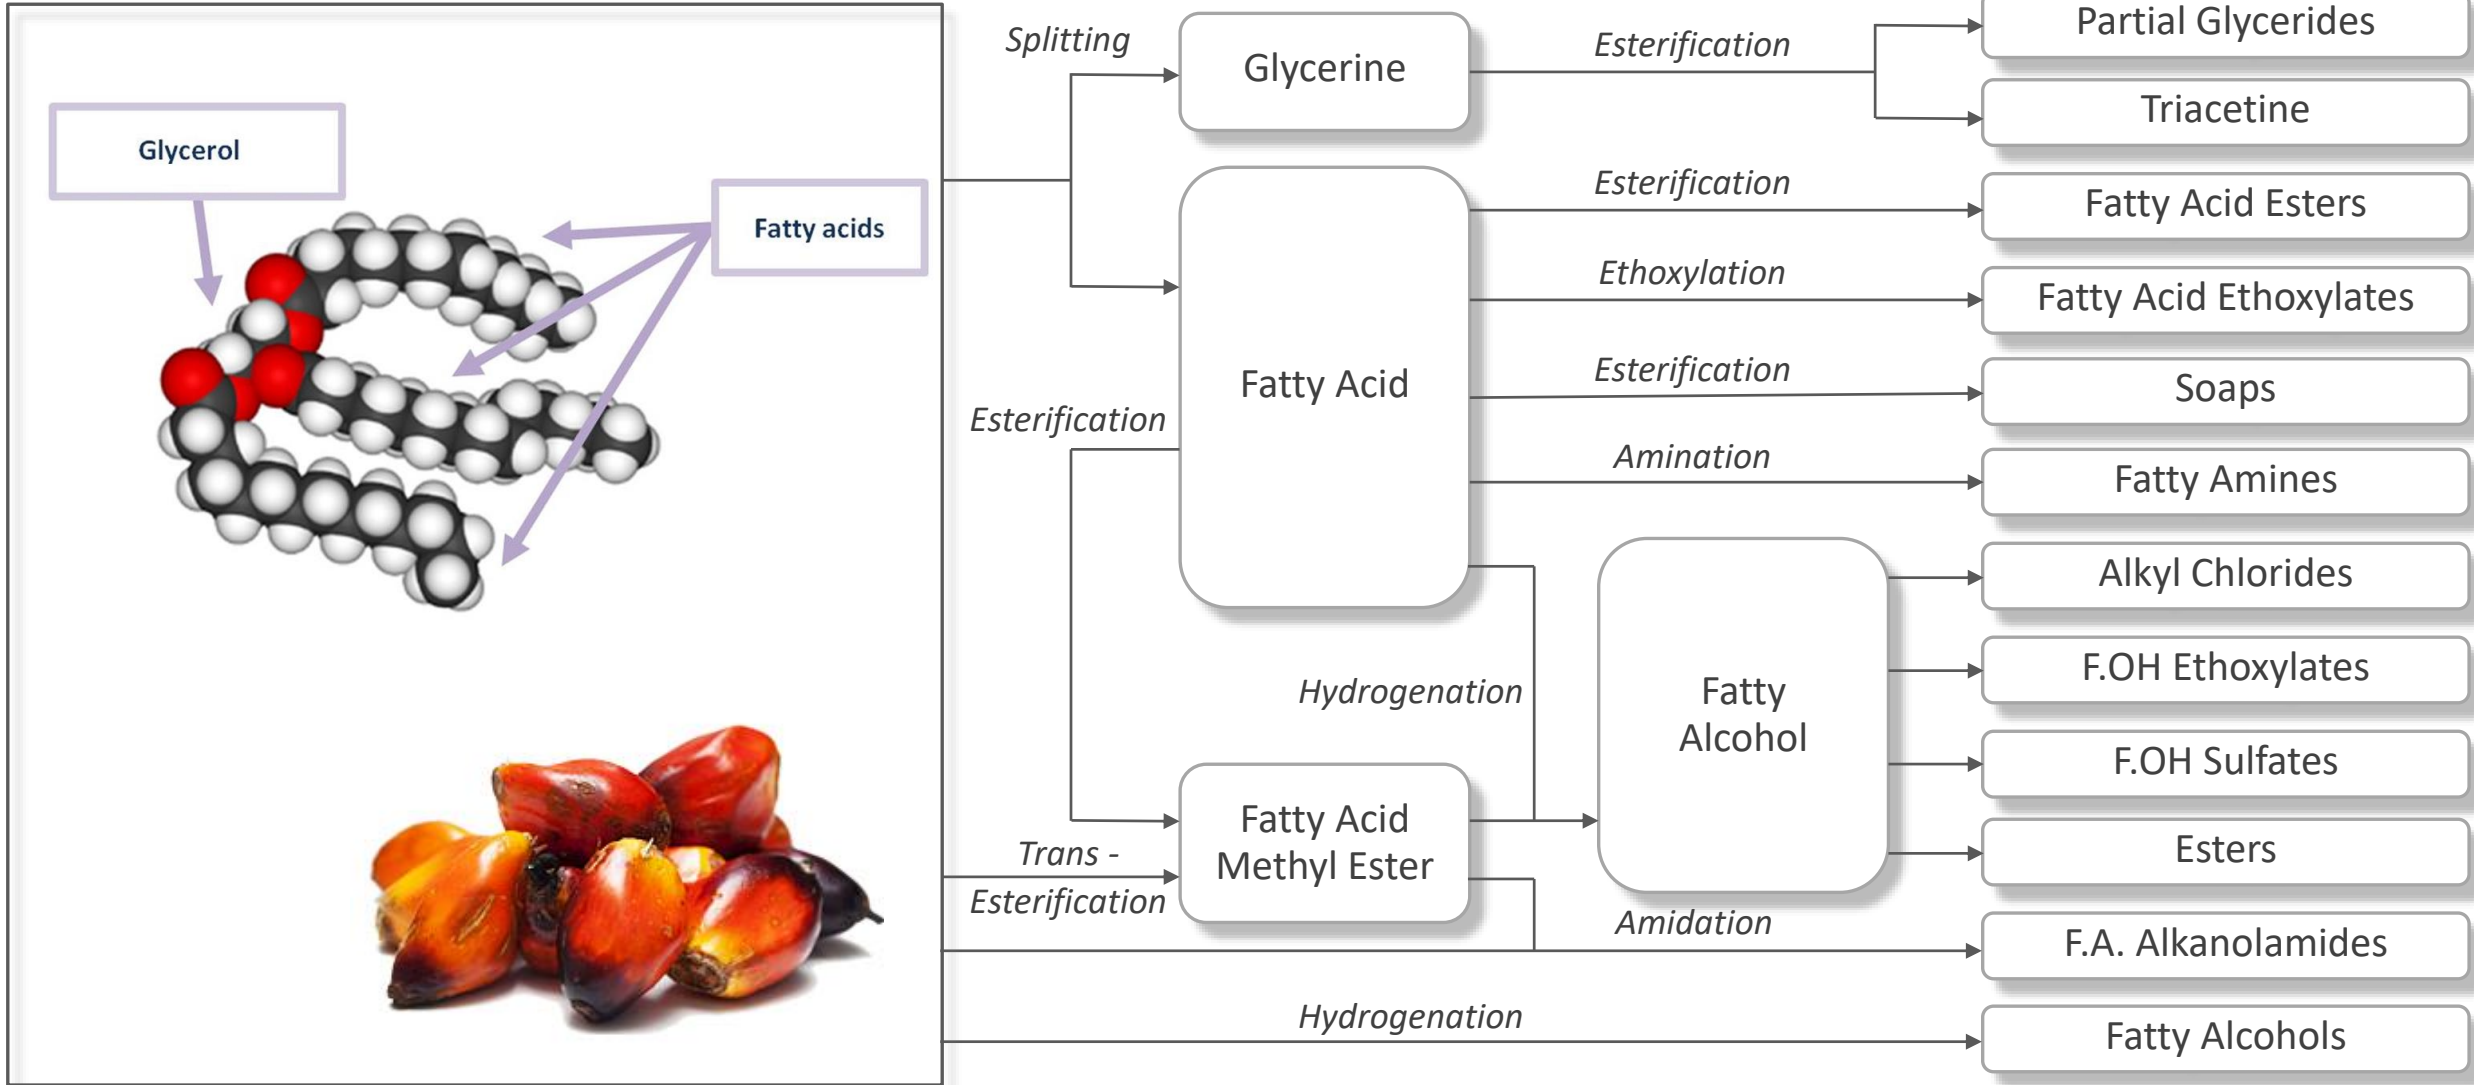 Glycerol
Fatty acids
Splitting
Glycerine
Esterification
Partial Glycerides
Triacetine
Fatty Acid
Esterification
Fatty Acid Esters
Ethoxylation
Fatty Acid Ethoxylates
Esterification
Soaps
Amination
Fatty Amines
Esterification
Hydrogenation
Fatty
Alcohol
Alkyl Chlorides
F.OH Ethoxylates
F.OH Sulfates
Esters
Trans -
Esterification
Fatty Acid
Methyl Ester
Amidation
F.A. Alkanolamides
Hydrogenation
Fatty Alcohols